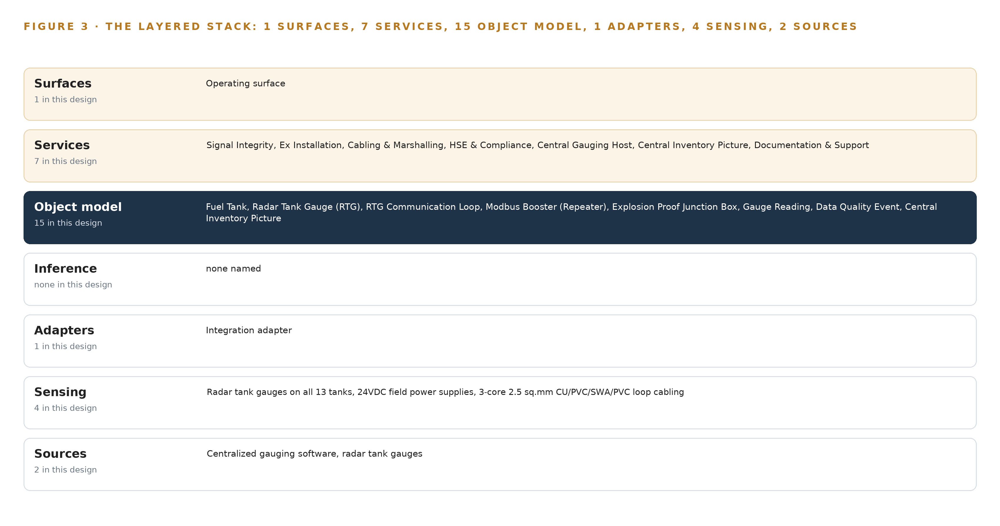 FIGURE 3 · THE LAYERED STACK: 1 SURFACES, 7 SERVICES, 15 OBJECT MODEL, 1 ADAPTERS, 4 SENSING, 2 SOURCES
Surfaces
Operating surface
1 in this design
Services
Signal Integrity, Ex Installation, Cabling & Marshalling, HSE & Compliance, Central Gauging Host, Central Inventory Picture, Documentation & Support
7 in this design
Object model
Fuel Tank, Radar Tank Gauge (RTG), RTG Communication Loop, Modbus Booster (Repeater), Explosion Proof Junction Box, Gauge Reading, Data Quality Event, Central
Inventory Picture
15 in this design
Inference
none named
none in this design
Adapters
Integration adapter
1 in this design
Sensing
Radar tank gauges on all 13 tanks, 24VDC field power supplies, 3-core 2.5 sq.mm CU/PVC/SWA/PVC loop cabling
4 in this design
Sources
Centralized gauging software, radar tank gauges
2 in this design